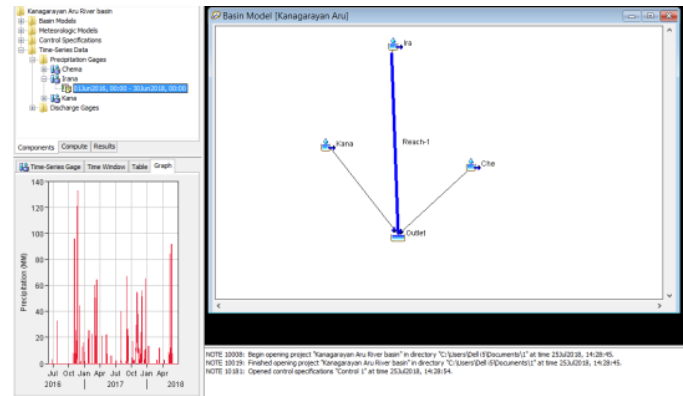 Kanagarayan Aru River basin
Basin Models
Meteorologic Models
Control Specifications
Time-Series Data
Precipitation Gages
Chema
Irana
01Jun2016, 00:00 - 30Jun2018, 00:00
Kana
Discharge Gages
Components Compute Results
Time-Series Gage Time Window Table Graph
Precipitation (MM)
140
120
100
80
60
40
20
0
Jul Oct Jan Apr Jul Oct Jan Apr
2016 2017 2018
Basin Model [Kanagarayan Aru]
Ira
Kana
Reach-1
Che
Outlet
NOTE 10008: Begin opening project "Kanagarayan Aru River basin" in directory "C:\Users\Dell i5\Documents\1" at time 25Jul2018, 14:28:45.
NOTE 10019: Finished opening project "Kanagarayan Aru River basin" in directory "C:\Users\Dell i5\Documents\1" at time 25Jul2018, 14:28:45.
NOTE 10181: Opened control specifications "Control 1" at time 25Jul2018, 14:28:54.